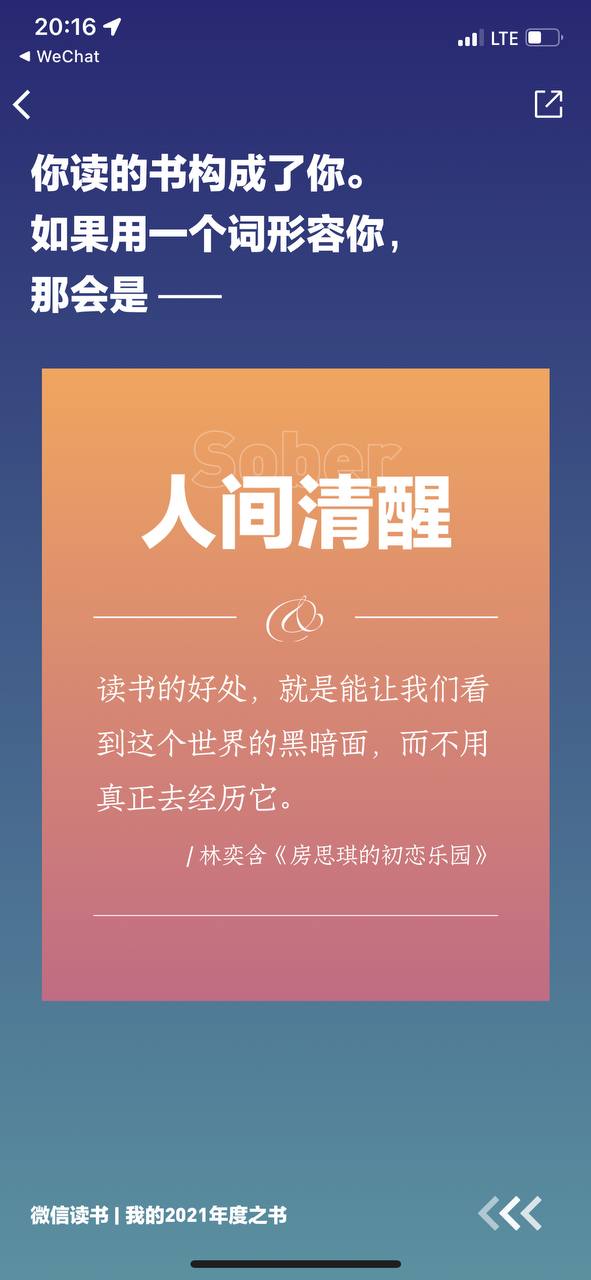 20:16
LTE
WeChat
你读的书构成了你。
如果用一个词形容你，
那会是 ——
Sober
人间清醒
读书的好处，就是能让我们看
到这个世界的黑暗面，而不用
真正去经历它。
/ 林奕含《房思琪的初恋乐园》
微信读书 | 我的2021年度之书